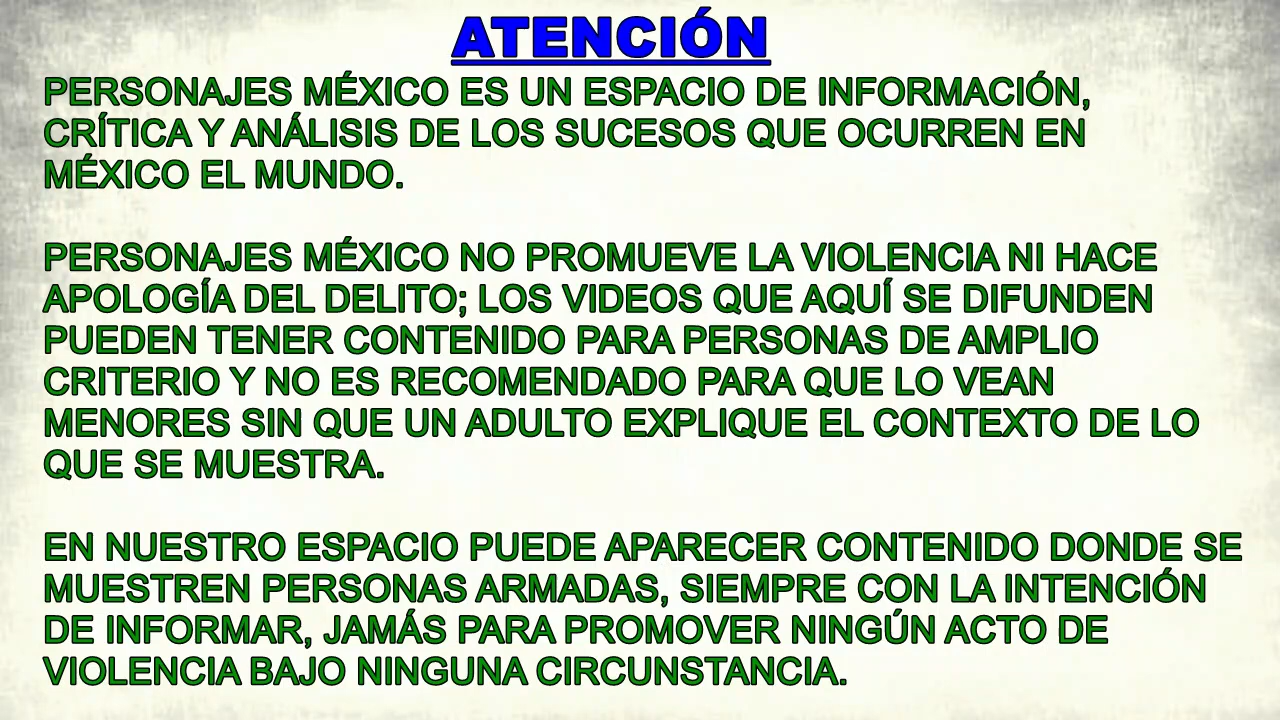 ATENCIÓN
PERSONAJES MÉXICO ES UN ESPACIO DE INFORMACIÓN,
CRÍTICA Y ANÁLISIS DE LOS SUCESOS QUE OCURREN EN
MÉXICO EL MUNDO.
PERSONAJES MÉXICO NO PROMUEVE LA VIOLENCIA NI HACE
APOLOGÍA DEL DELITO; LOS VIDEOS QUE AQUÍ SE DIFUNDEN
PUEDEN TENER CONTENIDO PARA PERSONAS DE AMPLIO
CRITERIO Y NO ES RECOMENDADO PARA QUE LO VEAN
MENORES SIN QUE UN ADULTO EXPLIQUE EL CONTEXTO DE LO
QUE SE MUESTRA.
EN NUESTRO ESPACIO PUEDE APARECER CONTENIDO DONDE SE
MUESTREN PERSONAS ARMADAS, SIEMPRE CON LA INTENCIÓN
DE INFORMAR, JAMÁS PARA PROMOVER NINGÚN ACTO DE
VIOLENCIA BAJO NINGUNA CIRCUNSTANCIA.